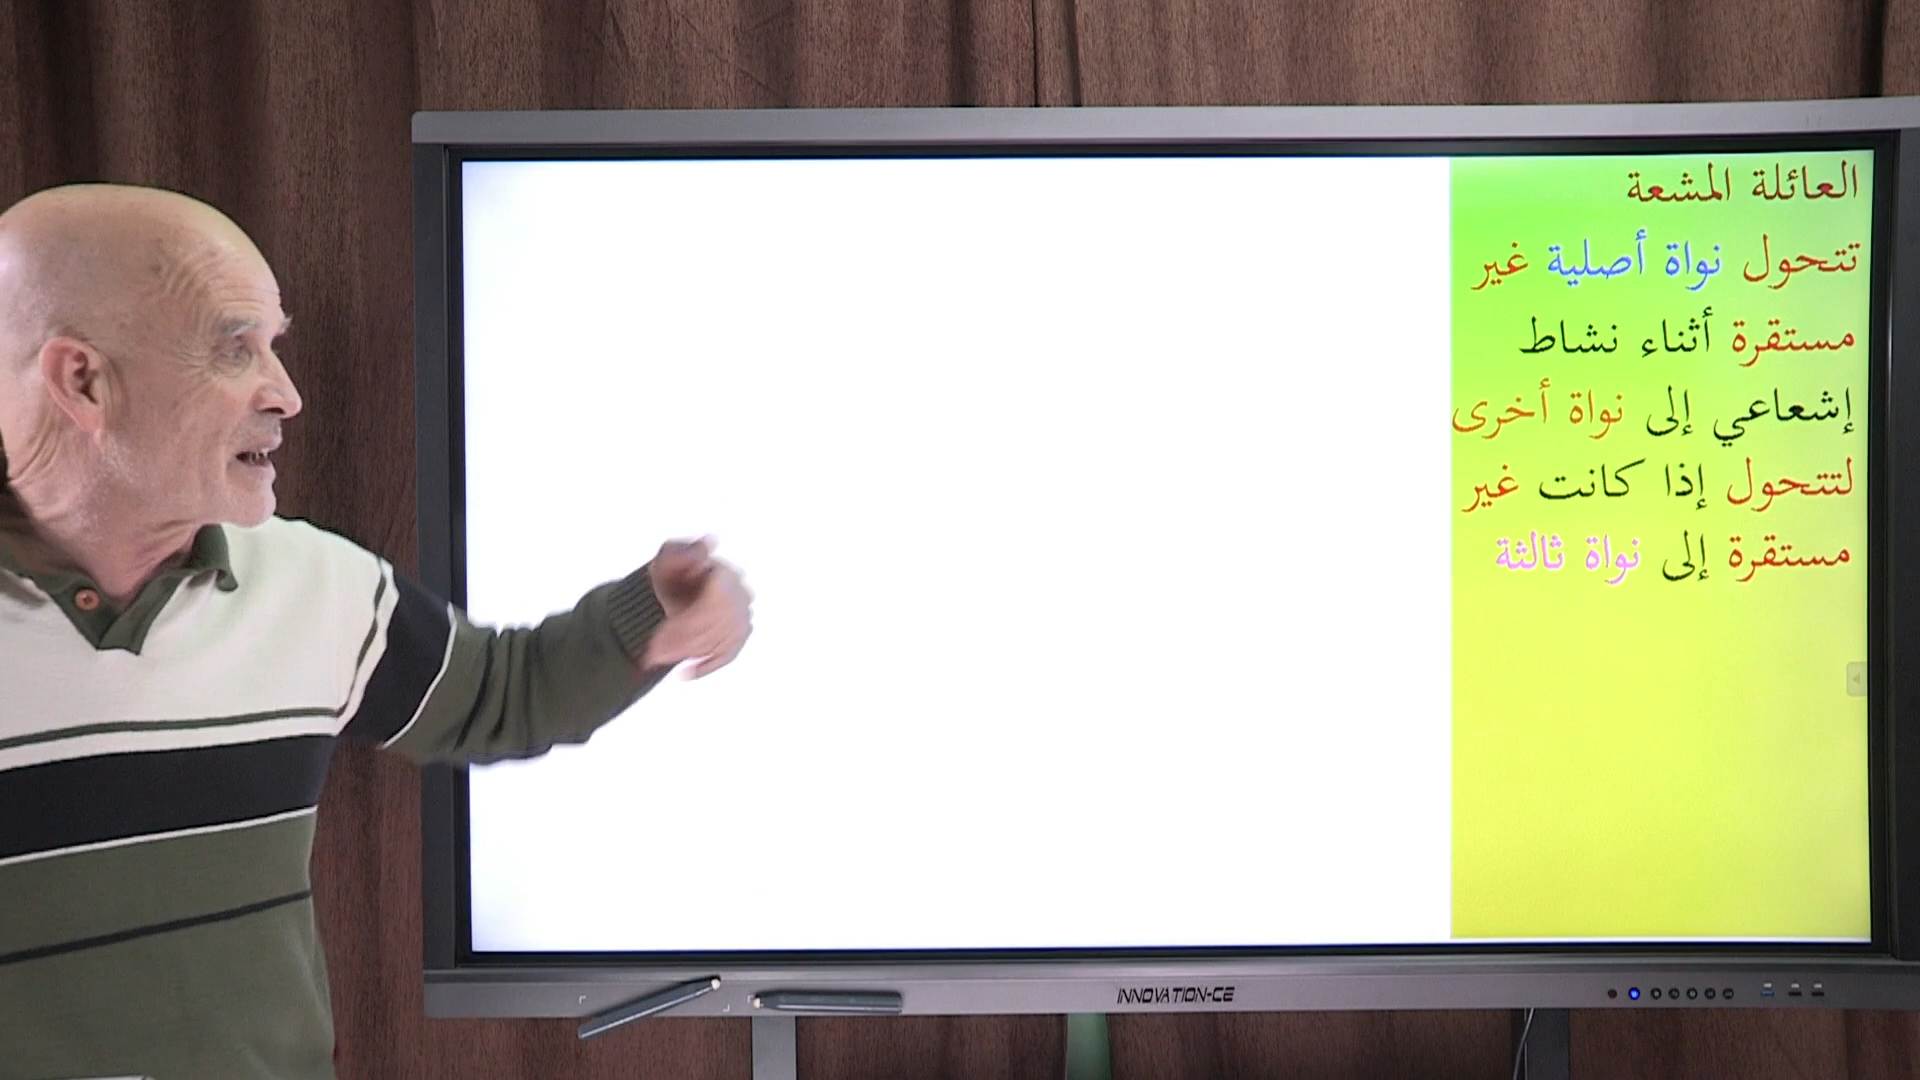 العائلة المشعة
تتحول نواة أصلية غير
مستقرة أثناء نشاط
إشعاعي إلى نواة أخرى
لتتحول إذا كانت غير
مستقرة إلى نواة ثالثة
INNOVATION-CE